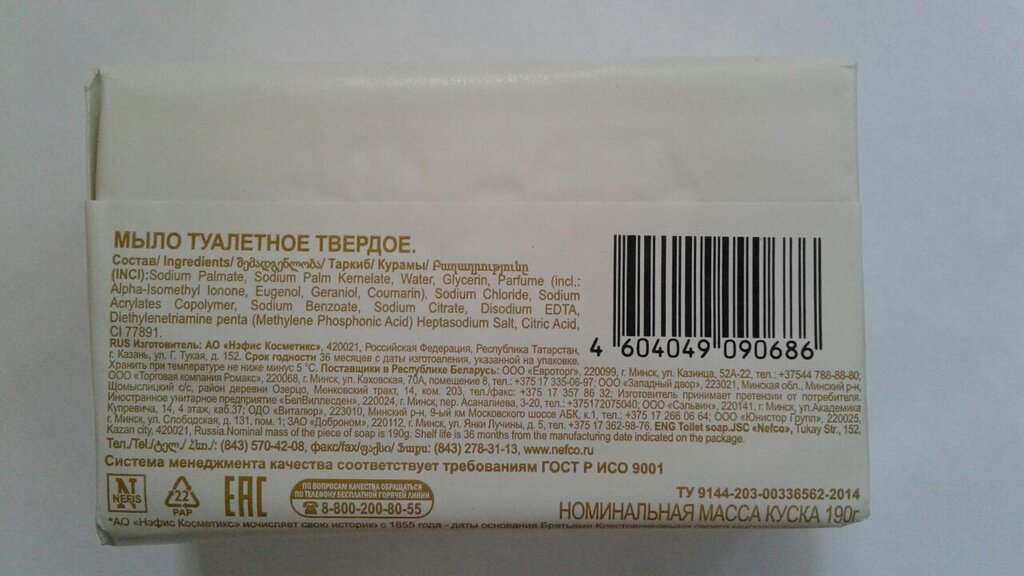 МЫЛО ТУАЛЕТНОЕ ТВЕРДОЕ.
Состав/ Ingredients/ შემადგენლობა/ Таркиб/ Курамы/ Բաղադրությունը
(INCI):Sodium Palmate, Sodium Palm Kernelate, Water, Glycerin, Parfume (incl.:
Alpha-Isomethyl Ionone, Eugenol, Geraniol, Coumarin), Sodium Chloride, Sodium
Acrylates Copolymer, Sodium Benzoate, Sodium Citrate, Disodium EDTA,
Diethylenetriamine penta (Methylene Phosphonic Acid) Heptasodium Salt, Citric Acid,
CI 77891.
4 604049 090686
RUS Изготовитель: АО «Нэфис Косметикс», 420021, Российская Федерация, Республика Татарстан,
г. Казань, ул. Г. Тукая, д. 152. Срок годности 36 месяцев с даты изготовления, указанной на упаковке.
Хранить при температуре не ниже минус 5 °С. Поставщики в Республику Беларусь: ООО «Евроторг», 220099, г. Минск, ул. Казинца, 52А-22, тел.: +37544 788-88-80;
ООО «Торговая компания Ромакс», 220068, г. Минск, ул. Каховская, 70А, помещение 8, тел.: +375 17 335-06-97; ООО «Западный двор», 223021, Минская обл., Минский р-н,
Щомыслицкий с/с, район деревни Озерцо, Менковский тракт, 14, ком. 203, тел./факс: +375 17 357 86 32; Изготовитель принимает претензии от потребителя.
Иностранное унитарное предприятие «БелВиллесден», 220024, г. Минск, пер. Асаналиева, 3-20, тел.: +375172075040; ООО «Сэльвин», 220141, г. Минск, ул.Академика
Купревича, 14, 4 этаж, каб.37; ОДО «Виталюр», 223010, Минский р-н, 9-ый км Московского шоссе АБК, к.1, тел.: +375 17 266 06 64; ООО «Юнистор Групп», 220025,
г. Минск, ул. Слободская, д. 131, пом. 1; ЗАО «Доброном», 220112, г. Минск, ул. Янки Лучины, д. 5, тел. +375 17 362-98-76. ENG Toilet soap.JSC «Nefco», Tukay Str., 152,
Kazan city, 420021, Russia.Nominal mass of the piece of soap is 190g. Shelf life is 36 months from the manufacturing date indicated on the package.
Тел./Tel./ტელ./ Հեռ./: (843) 570-42-08, факс/fax/ფაქსი/ Ֆաքս: (843) 278-31-13, www.nefco.ru
Система менеджмента качества соответствует требованиям ГОСТ Р ИСО 9001
NEFIS
22
PAP
EAC
ПО ВОПРОСАМ КАЧЕСТВА ОБРАЩАТЬСЯ
ПО ТЕЛЕФОНУ БЕСПЛАТНОЙ ГОРЯЧЕЙ ЛИНИИ
8-800-200-80-55
ТУ 9144-203-00336562-2014
НОМИНАЛЬНАЯ МАССА КУСКА 190г
*АО «Нэфис Косметикс» исчисляет свою историю с 1855 года - даты основания Братьями